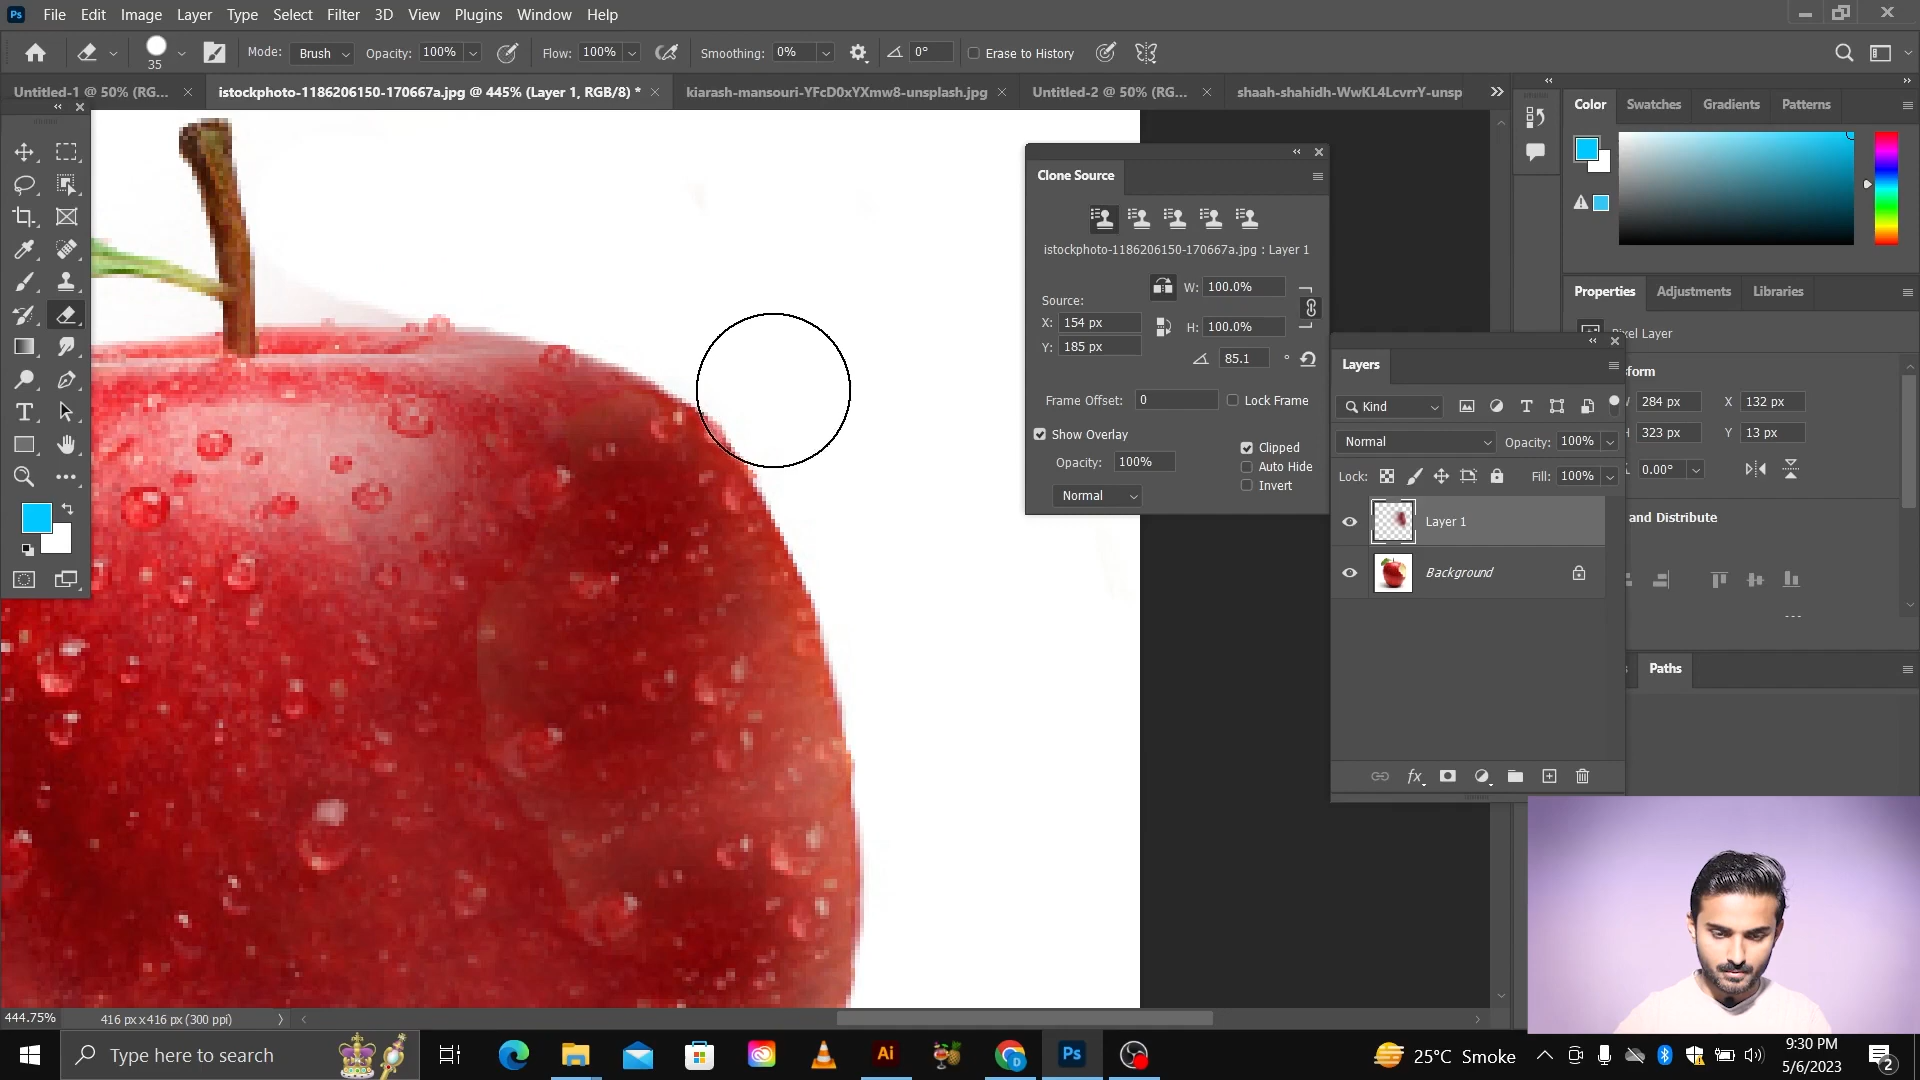 Ps File Edit Image Layer Type Select Filter 3D View Plugins Window Help
35 Mode: Brush Opacity: 100% Flow: 100% Smoothing: 0% 0° Erase to History
Untitled-1 @ 50% (RG... istockphoto-1186206150-170667a.jpg @ 445% (Layer 1, RGB/8) * kiarash-mansouri-YFcD0xYXmw8-unsplash.jpg Untitled-2 @ 50% (RG... shaah-shahidh-WwKL4LcvrrY-unsp
Color Swatches Gradients Patterns
Clone Source
istockphoto-1186206150-170667a.jpg : Layer 1
W: 100.0%
Source:
X: 154 px
H: 100.0%
Y: 185 px
85.1 °
Frame Offset: 0 Lock Frame
Show Overlay
Clipped
Opacity: 100%
Auto Hide
Invert
Normal
Properties Adjustments Libraries
Pixel Layer
Layers
Kind
Normal Opacity: 100%
Lock: Fill: 100%
Layer 1
Background
284 px X 132 px
323 px Y 13 px
0.00°
and Distribute
...
Paths
444.75% 416 px x 416 px (300 ppi)
Type here to search
Ai Ps
25°C Smoke
9:30 PM
5/6/2023
2